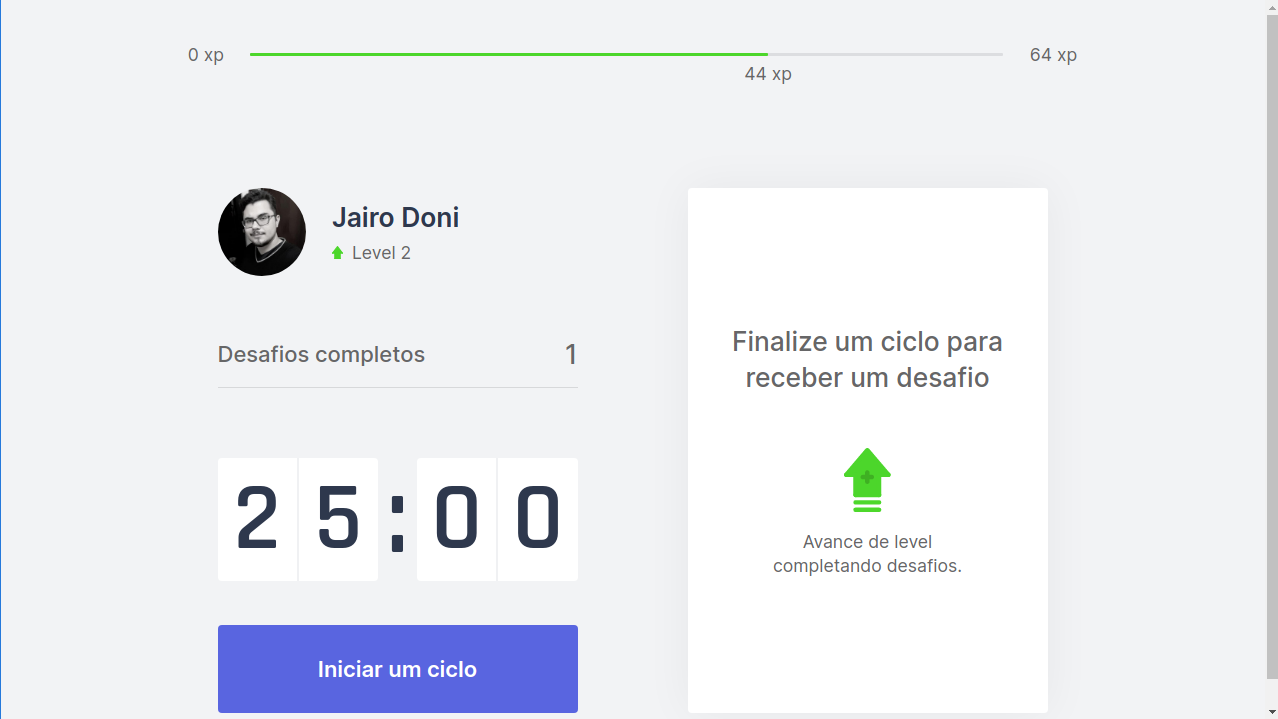 0 xp
64 xp
44 xp
Jairo Doni
Level 2
Desafios completos 1
25:00
Iniciar um ciclo
Finalize um ciclo para
receber um desafio
Avance de level
completando desafios.